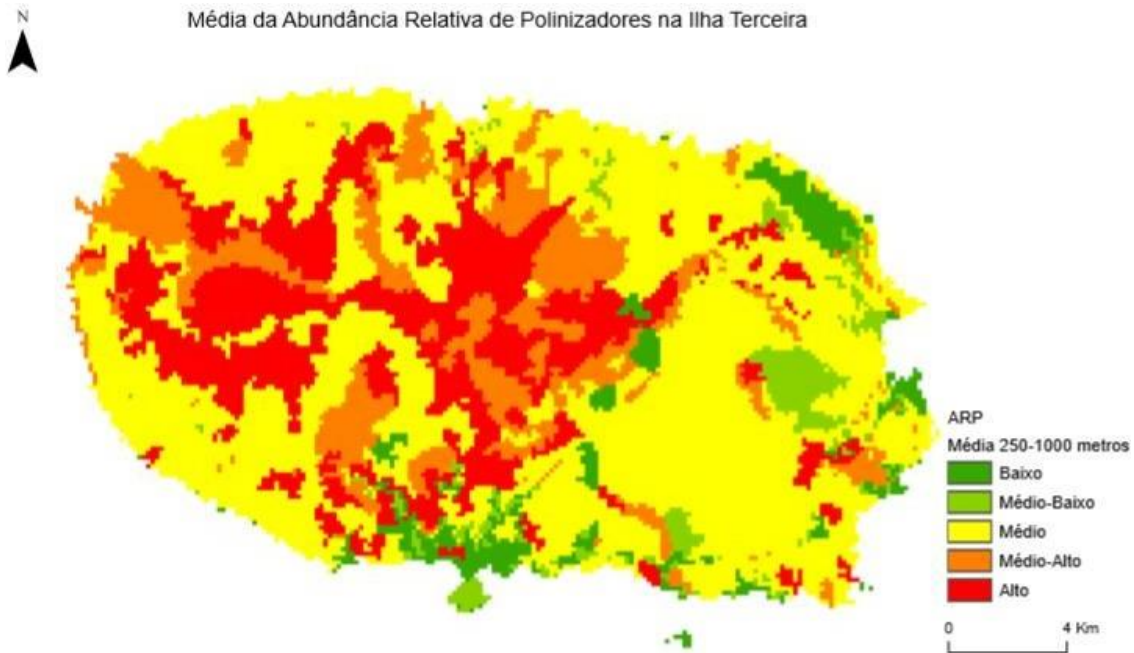 N
Média da Abundância Relativa de Polinizadores na Ilha Terceira
ARP
Média 250-1000 metros
Baixo
Médio-Baixo
Médio
Médio-Alto
Alto
0 4 Km